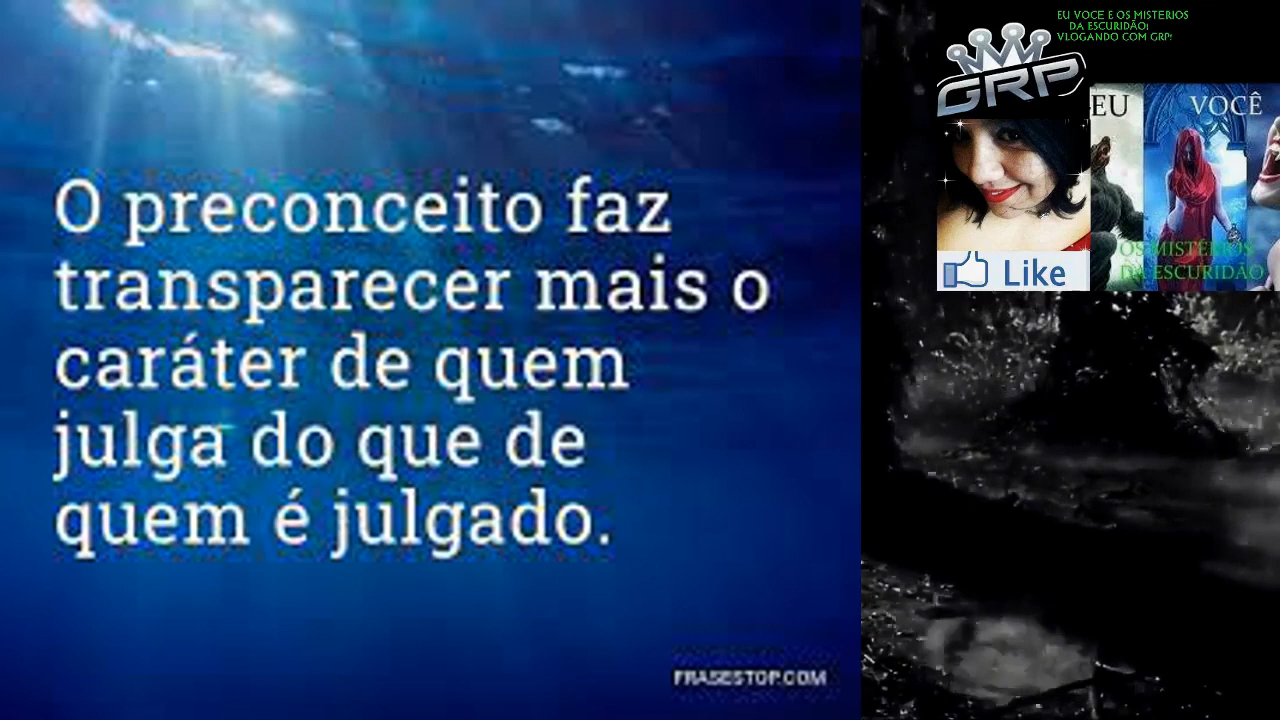 O preconceito faz
transparecer mais o
caráter de quem
julga do que de
quem é julgado.
FRASESTOP.COM
EU VOCE E OS MISTERIOS
DA ESCURIDÃO!
VLOGANDO COM GRP!
GRP
EU VOCÊ
OS MISTÉRIOS
DA ESCURIDÃO
Like